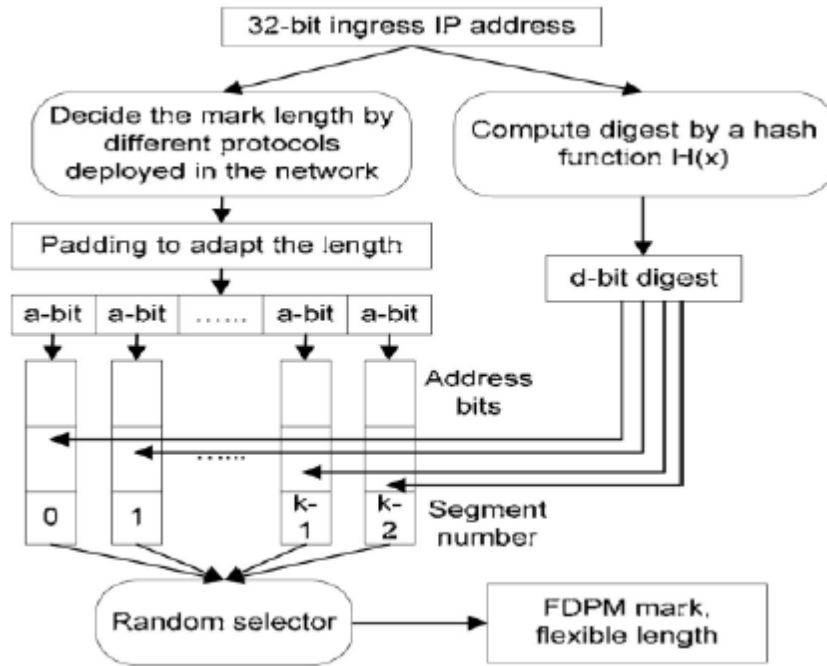 32-bit ingress IP address
Decide the mark length by
different protocols
deployed in the network
Compute digest by a hash
function H(x)
Padding to adapt the length
d-bit digest
a-bit a-bit ...... a-bit a-bit
Address
bits
......
0 1 k-
1 k-
2
Segment
number
Random selector
FDPM mark,
flexible length